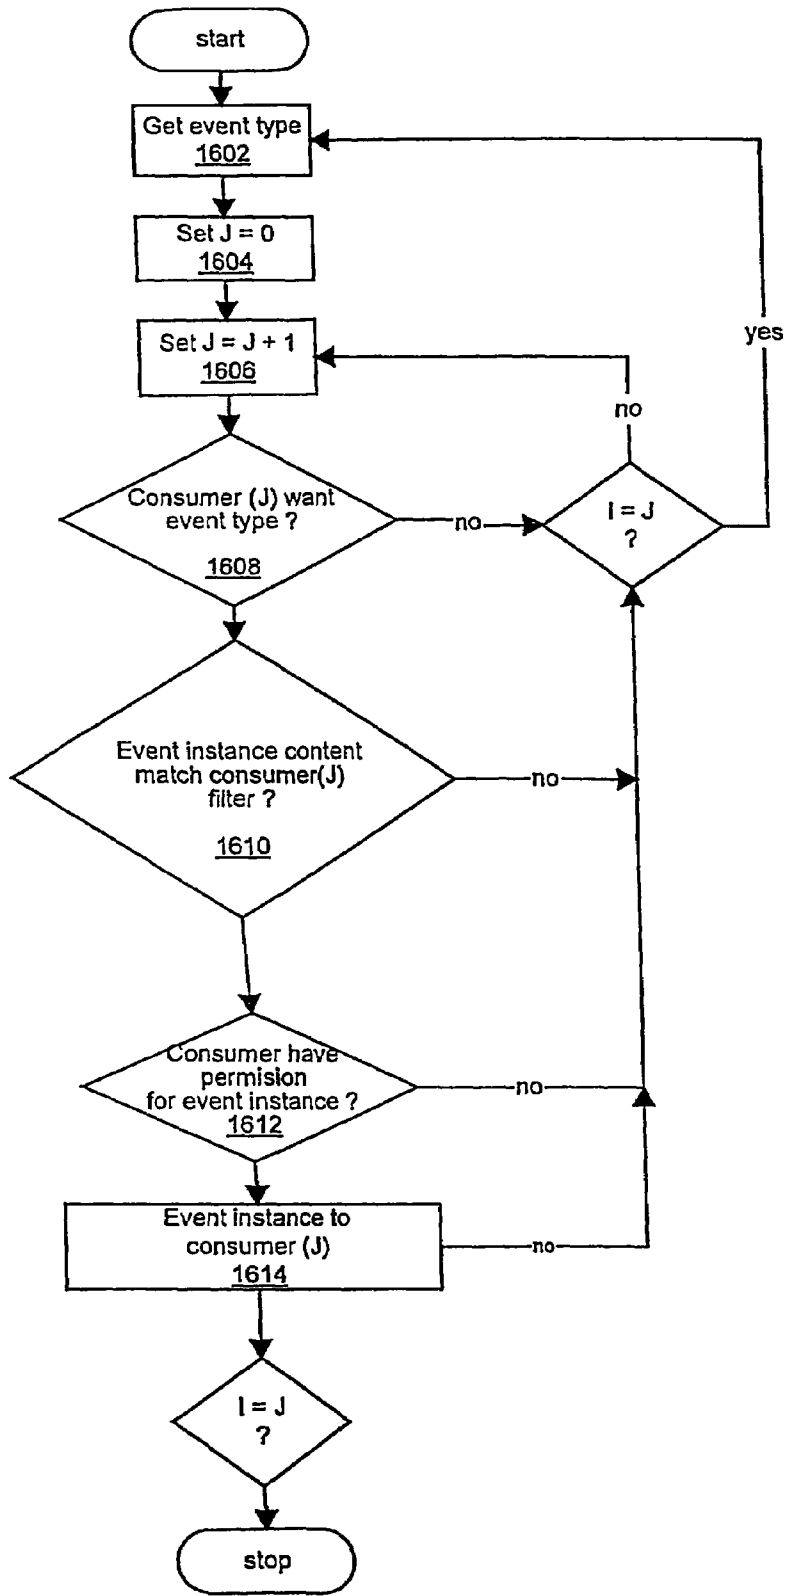 start
Get event type
1602
Set J = 0
1604
Set J = J + 1
1606
yes
no
Consumer (J) want
event type ?
1608
no
I = J
?
Event instance content
match consumer(J)
filter ?
1610
no
Consumer have
permision
for event instance ?
1612
no
Event instance to
consumer (J)
1614
no
I = J
?
stop